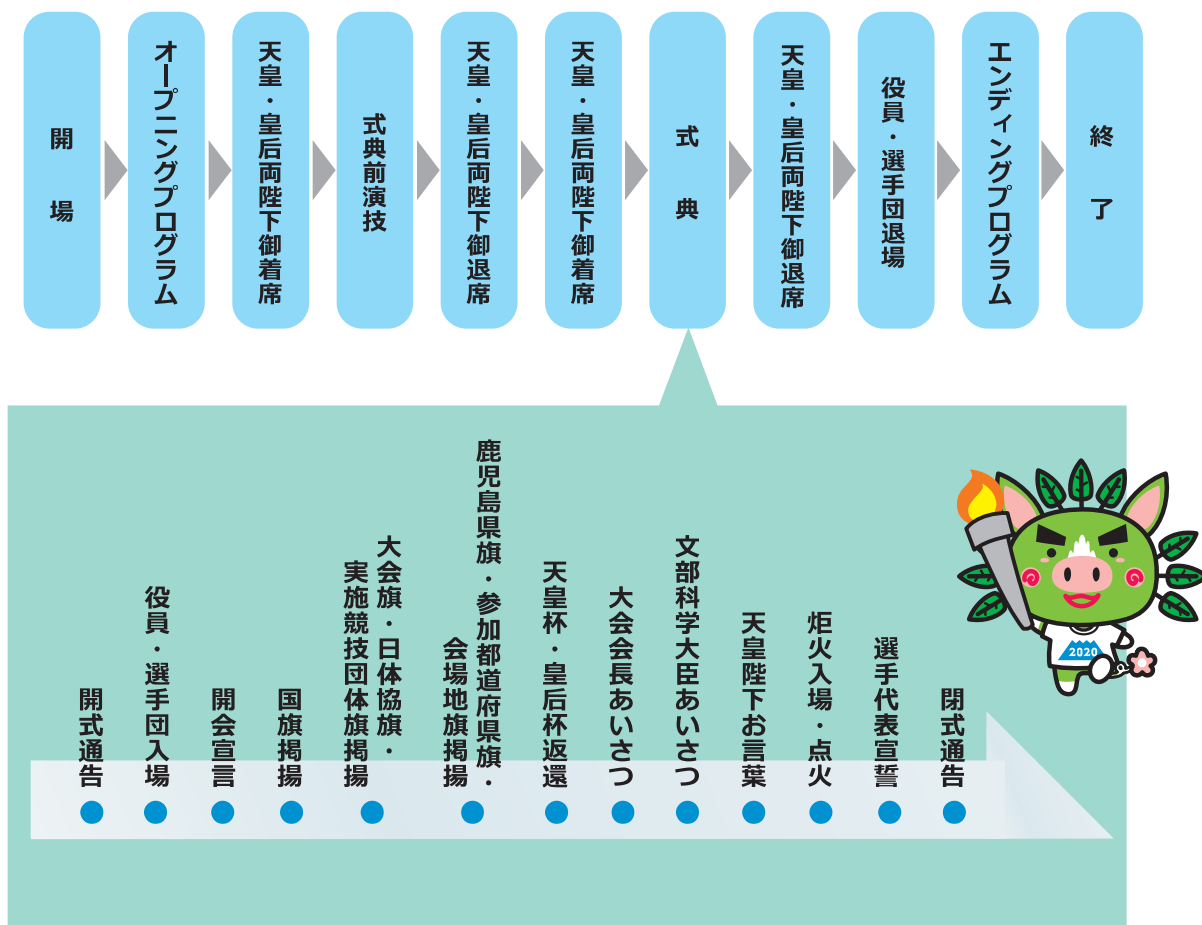 開場
オープニングプログラム
天皇・皇后両陛下御着席
式典前演技
天皇・皇后両陛下御退席
天皇・皇后両陛下御着席
式典
天皇・皇后両陛下御退席
役員・選手団退場
エンディングプログラム
終了
開式通告
役員・選手団入場
開会宣言
国旗掲揚
大会旗・日体協旗・
実施競技団体旗掲揚
鹿児島県旗・参加都道府県旗・
会場地旗掲揚
天皇杯・皇后杯返還
大会会長あいさつ
文部科学大臣あいさつ
天皇陛下お言葉
炬火入場・点火
選手代表宣誓
閉式通告
2020